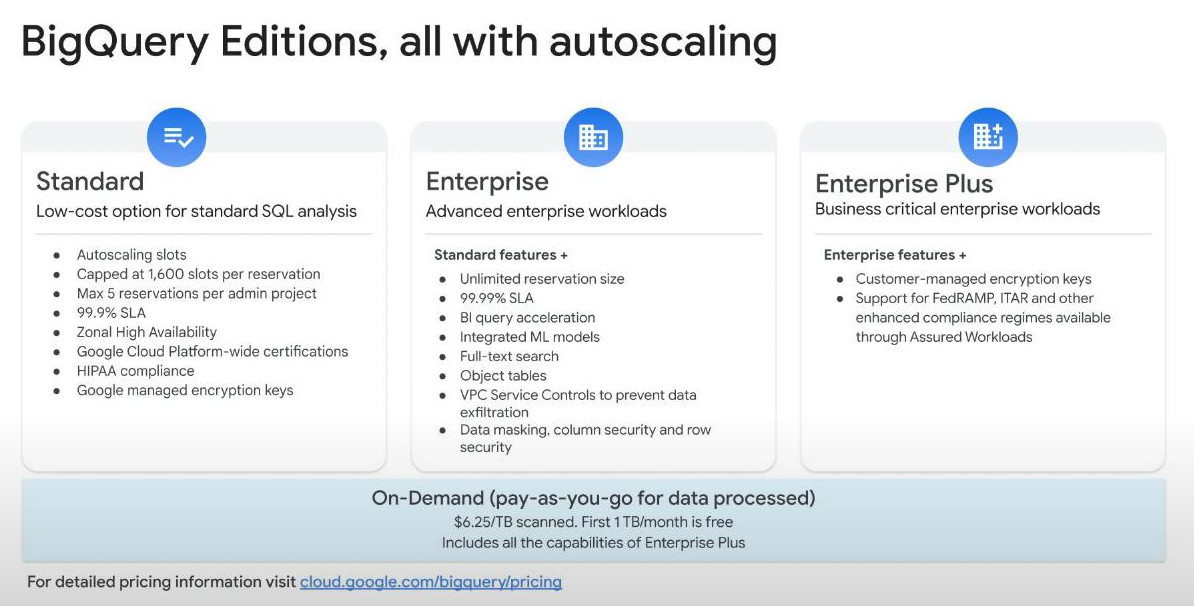 BigQuery Editions, all with autoscaling
Standard
Low-cost option for standard SQL analysis
• Autoscaling slots
• Capped at 1,600 slots per reservation
• Max 5 reservations per admin project
• 99.9% SLA
• Zonal High Availability
• Google Cloud Platform-wide certifications
• HIPAA compliance
• Google managed encryption keys
Enterprise
Advanced enterprise workloads
Standard features +
• Unlimited reservation size
• 99.99% SLA
• BI query acceleration
• Integrated ML models
• Full-text search
• Object tables
• VPC Service Controls to prevent data
exfiltration
• Data masking, column security and row
security
Enterprise Plus
Business critical enterprise workloads
Enterprise features +
• Customer-managed encryption keys
• Support for FedRAMP, ITAR and other
enhanced compliance regimes available
through Assured Workloads
On-Demand (pay-as-you-go for data processed)
$6.25/TB scanned. First 1 TB/month is free
Includes all the capabilities of Enterprise Plus
For detailed pricing information visit cloud.google.com/bigquery/pricing